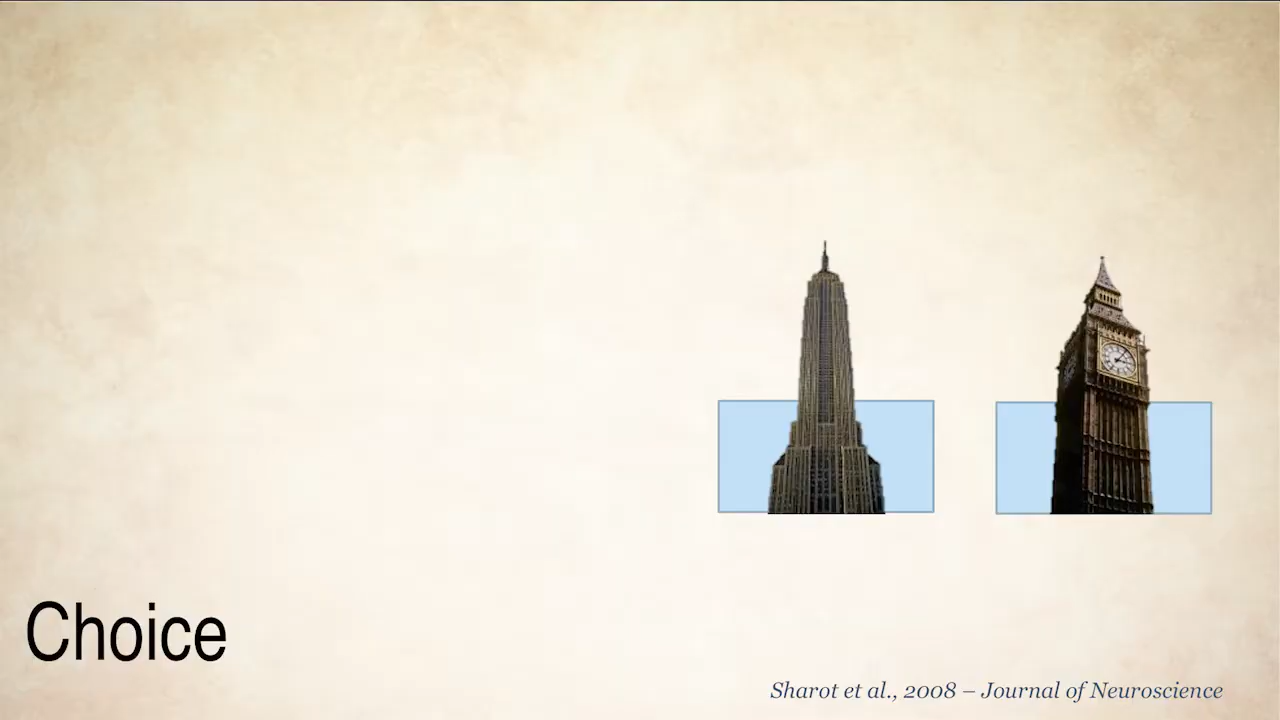 Choice
Sharot et al., 2008 – Journal of Neuroscience